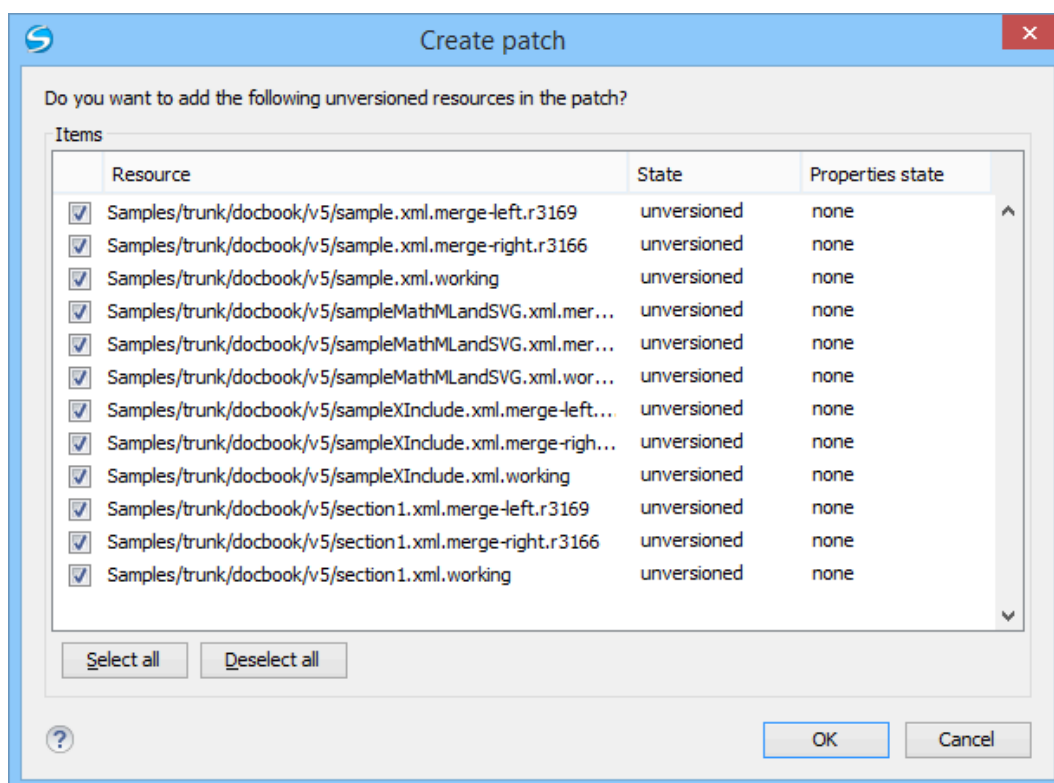 Create patch
Do you want to add the following unversioned resources in the patch?
Items
Resource State Properties state
Samples/trunk/docbook/v5/sample.xml.merge-left.r3169 unversioned none
Samples/trunk/docbook/v5/sample.xml.merge-right.r3166 unversioned none
Samples/trunk/docbook/v5/sample.xml.working unversioned none
Samples/trunk/docbook/v5/sampleMathMLandSVG.xml.mer... unversioned none
Samples/trunk/docbook/v5/sampleMathMLandSVG.xml.mer... unversioned none
Samples/trunk/docbook/v5/sampleMathMLandSVG.xml.wor... unversioned none
Samples/trunk/docbook/v5/sampleXInclude.xml.merge-left... unversioned none
Samples/trunk/docbook/v5/sampleXInclude.xml.merge-righ... unversioned none
Samples/trunk/docbook/v5/sampleXInclude.xml.working unversioned none
Samples/trunk/docbook/v5/section1.xml.merge-left.r3169 unversioned none
Samples/trunk/docbook/v5/section1.xml.merge-right.r3166 unversioned none
Samples/trunk/docbook/v5/section1.xml.working unversioned none
Select all Deselect all
? OK Cancel